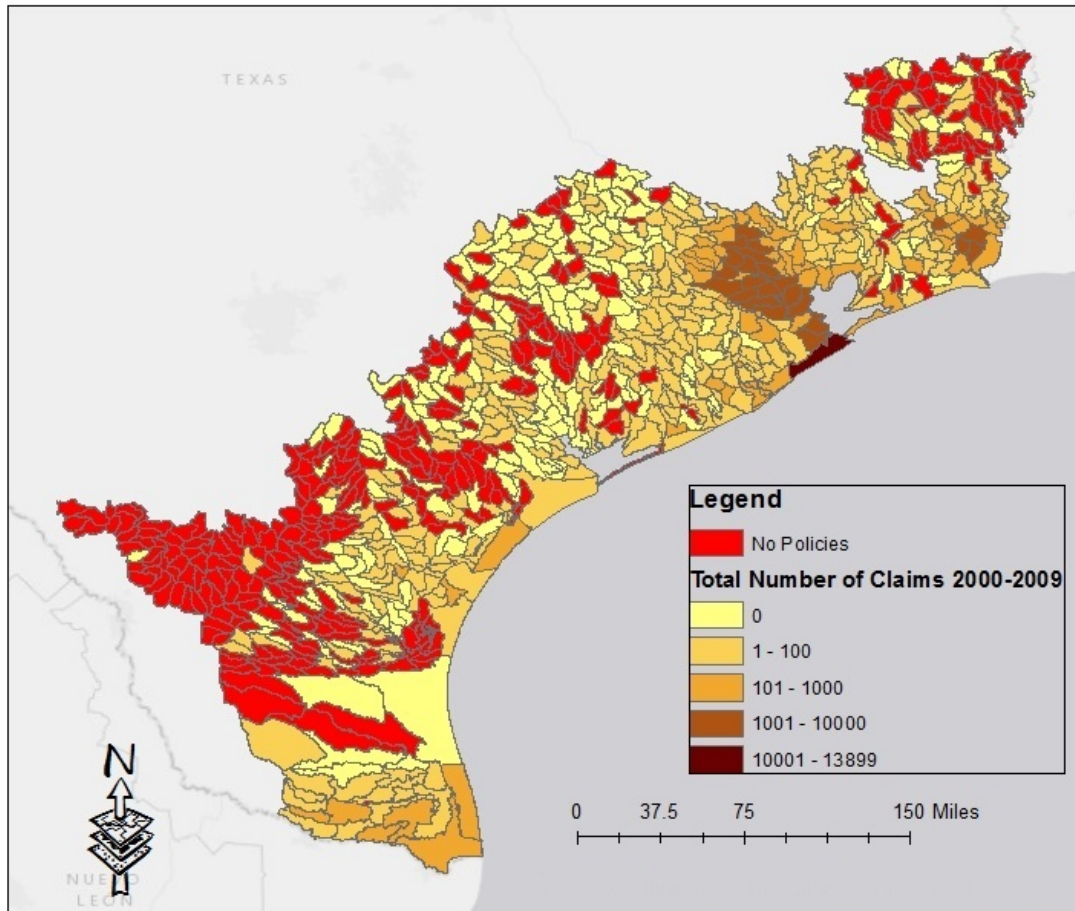 TEXAS
Legend
No Policies
Total Number of Claims 2000-2009
0
1 - 100
101 - 1000
1001 - 10000
10001 - 13899
0 37.5 75 150 Miles
N
NUEVO
LEÓN